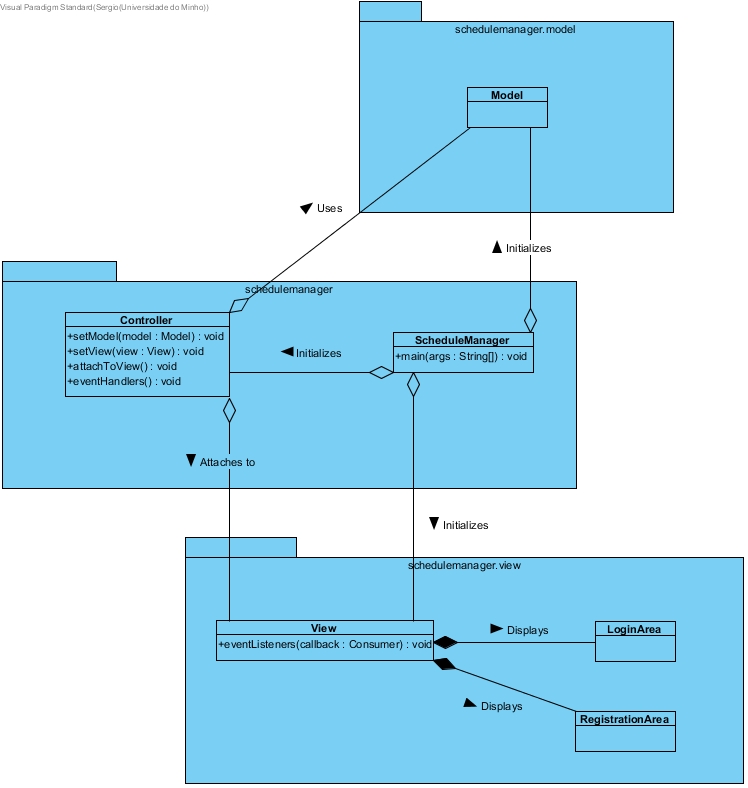 Visual Paradigm Standard(Sergio(Universidade do Minho))
schedulemanager.model
Model
Uses
Initializes
schedulemanager
Controller
+setModel(model : Model) : void
+setView(view : View) : void
+attachToView() : void
+eventHandlers() : void
Initializes
ScheduleManager
+main(args : String[]) : void
Attaches to
Initializes
schedulemanager.view
View
+eventListeners(callback : Consumer) : void
Displays
LoginArea
Displays
RegistrationArea